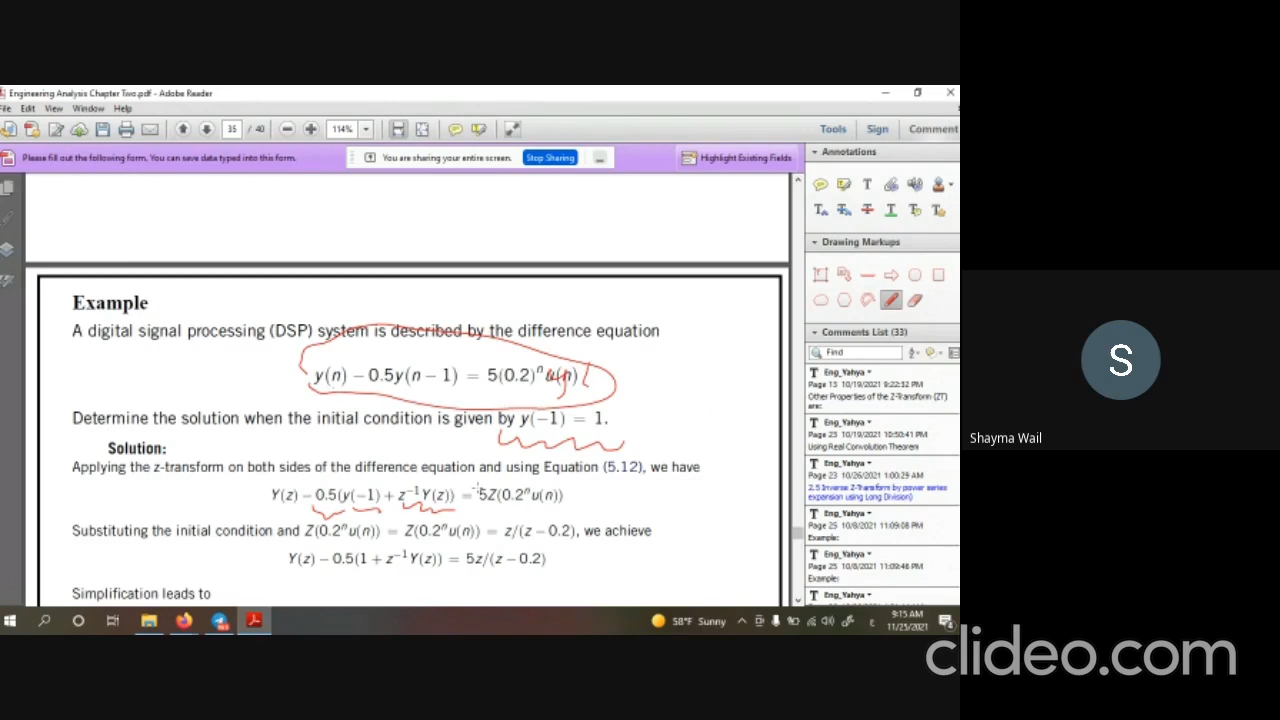 Engineering Analysis Chapter Two.pdf - Adobe Reader
File Edit View Window Help
35 / 40
114%
Tools Sign Comment
Please fill out the following form. You can save data typed into this form.
You are sharing your entire screen. Stop Sharing
Highlight Existing Fields
Annotations
Drawing Markups
Comments List (33)
Find
Eng_Yahya
Page 13 10/19/2021 9:22:32 PM
Other Properties of the Z-Transform (ZT) are:
Eng_Yahya
Page 23 10/19/2021 10:50:41 PM
Using Real Convolution Theorem
Eng_Yahya
Page 23 10/26/2021 1:00:29 AM
2.5 Inverse Z-Transform by power series
expansion using Long Division)
Eng_Yahya
Page 25 10/8/2021 11:09:08 PM
Example:
Eng_Yahya
Page 25 10/8/2021 11:09:46 PM
Example:
Eng_Yahya
Example
A digital signal processing (DSP) system is described by the difference equation
y(n) − 0.5y(n − 1) = 5(0.2)ⁿu(n)
Determine the solution when the initial condition is given by y(−1) = 1.
Solution:
Applying the z-transform on both sides of the difference equation and using Equation (5.12), we have
Y(z) − 0.5(y(−1) + z⁻¹Y(z)) = 5Z(0.2ⁿu(n))
Substituting the initial condition and Z(0.2ⁿu(n)) = Z(0.2ⁿu(n)) = z/(z − 0.2), we achieve
Y(z) − 0.5(1 + z⁻¹Y(z)) = 5z/(z − 0.2)
Simplification leads to
58°F Sunny
ع
9:15 AM
11/25/2021
S
Shayma Wail
clideo.com